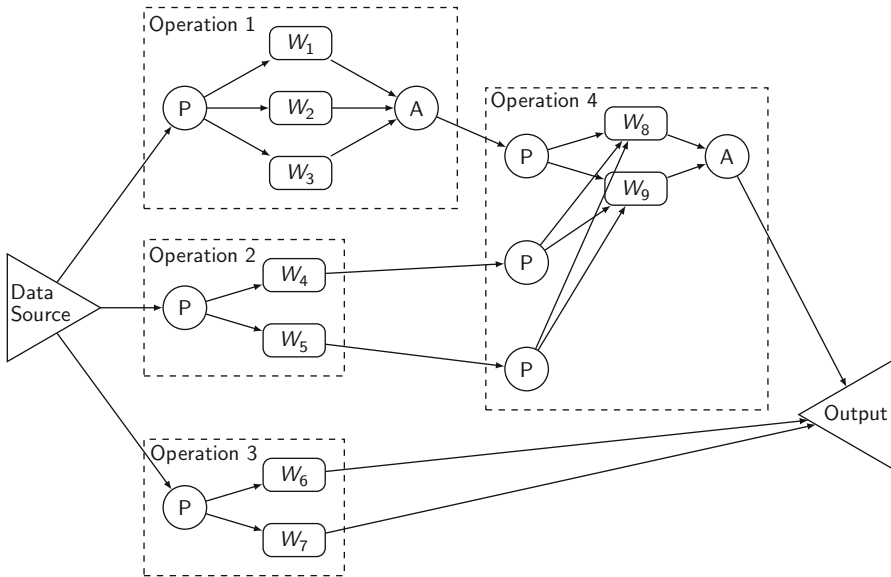 Operation 1
W1
P
W2
A
W3
Operation 4
W8
P
A
W9
P
P
Operation 2
W4
P
W5
Data
Source
Output
Operation 3
W6
P
W7